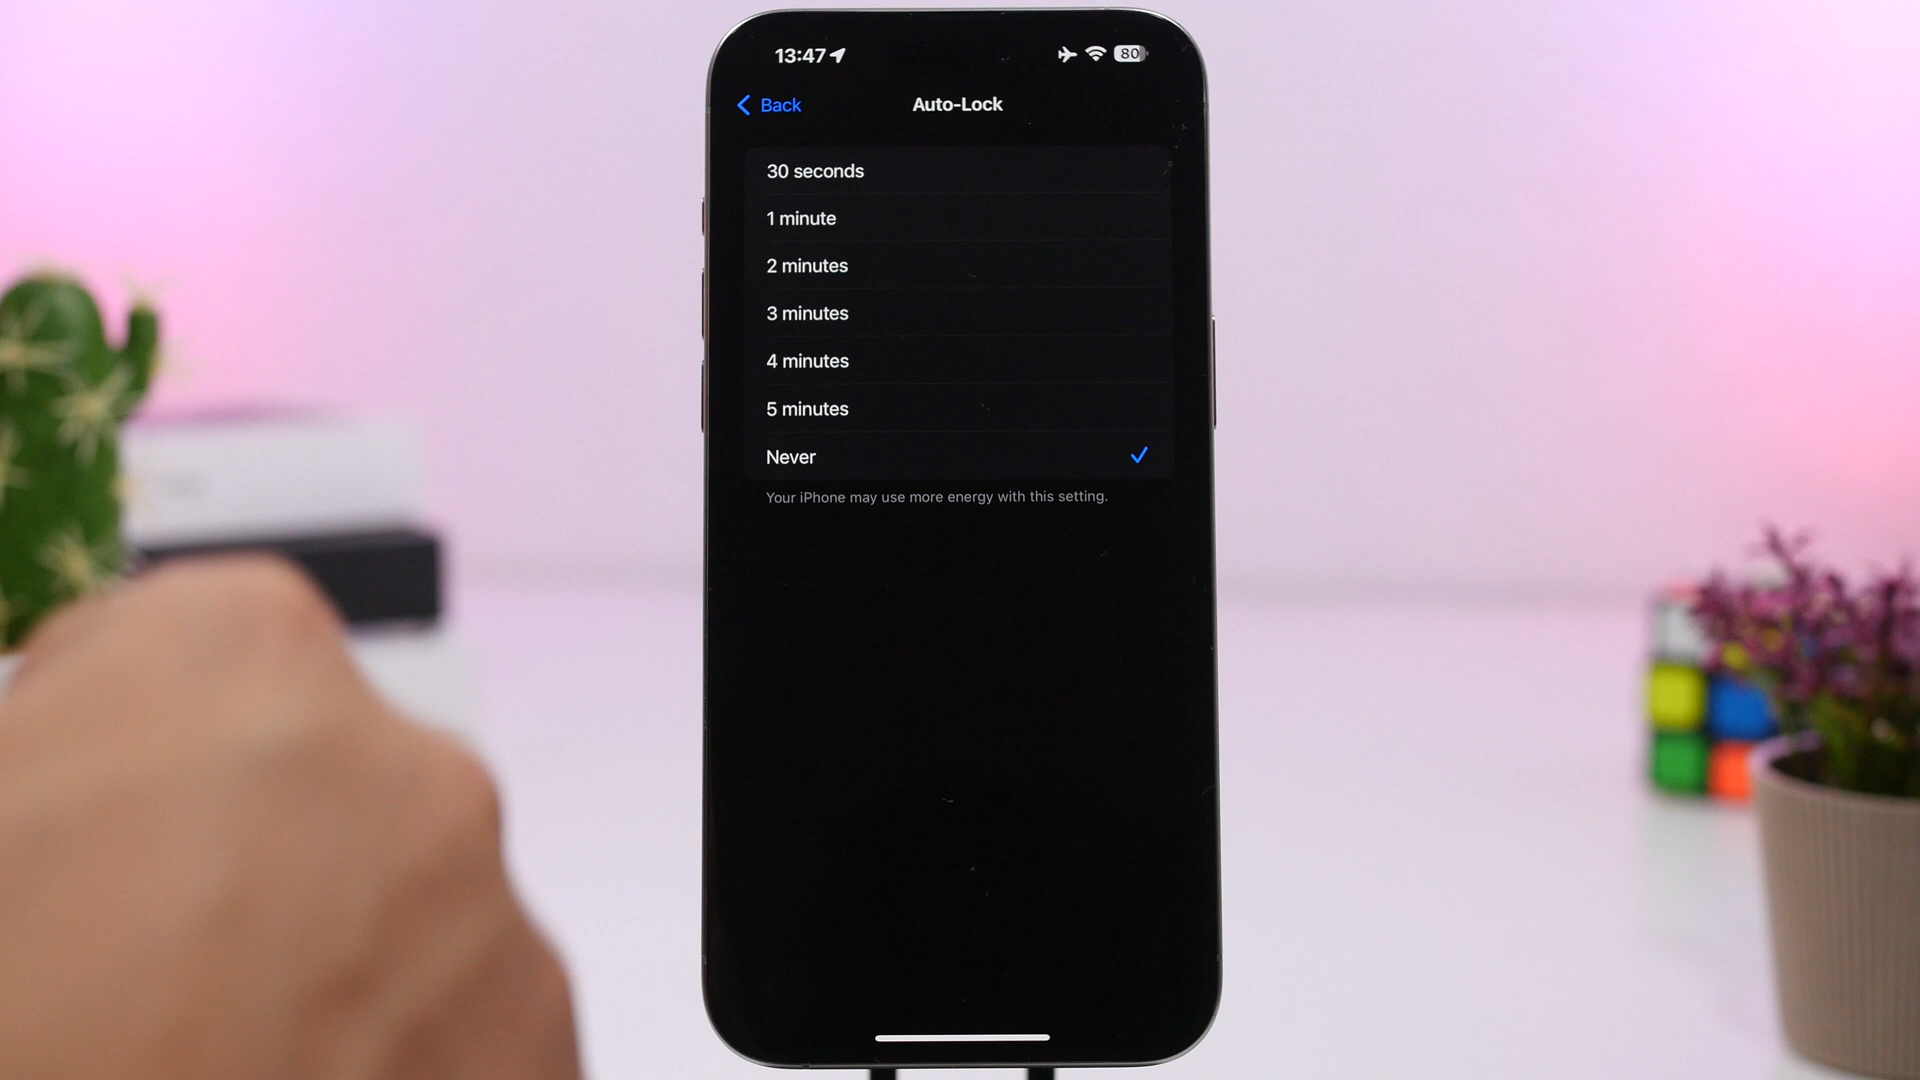 13:47
80
Back
Auto-Lock
30 seconds
1 minute
2 minutes
3 minutes
4 minutes
5 minutes
Never
Your iPhone may use more energy with this setting.